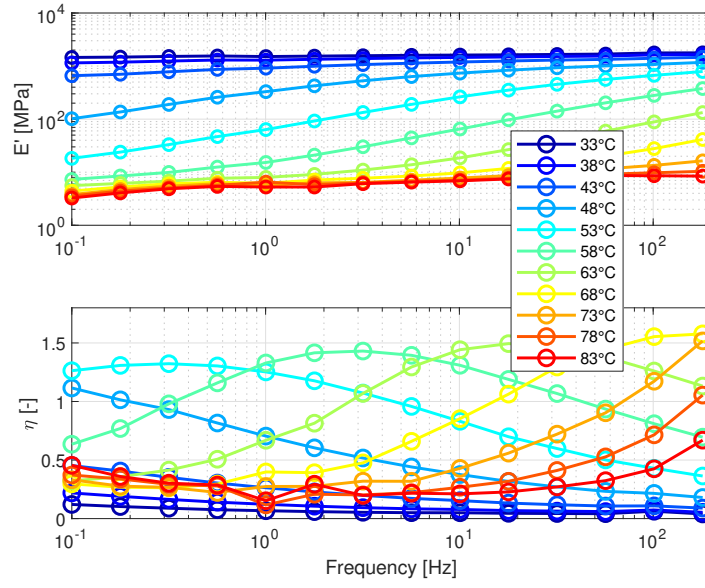 10^4
10^2
10^0
E' [MPa]
10^-1 10^0 10^1 10^2
33°C
38°C
43°C
48°C
53°C
58°C
63°C
68°C
73°C
78°C
83°C
1.5
1
0.5
0
η [-]
10^-1 10^0 10^1 10^2
Frequency [Hz]